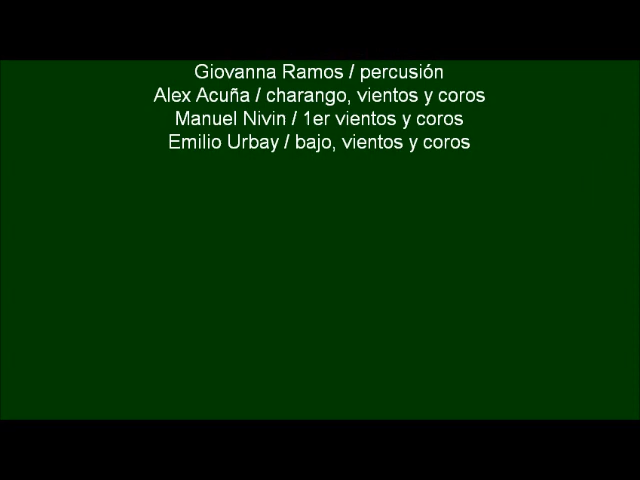 Giovanna Ramos / percusión
Alex Acuña / charango, vientos y coros
Manuel Nivin / 1er vientos y coros
Emilio Urbay / bajo, vientos y coros